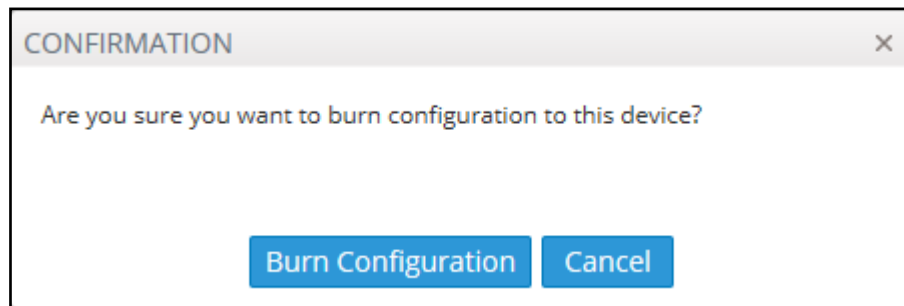 CONFIRMATION ×
Are you sure you want to burn configuration to this device?
Burn Configuration Cancel